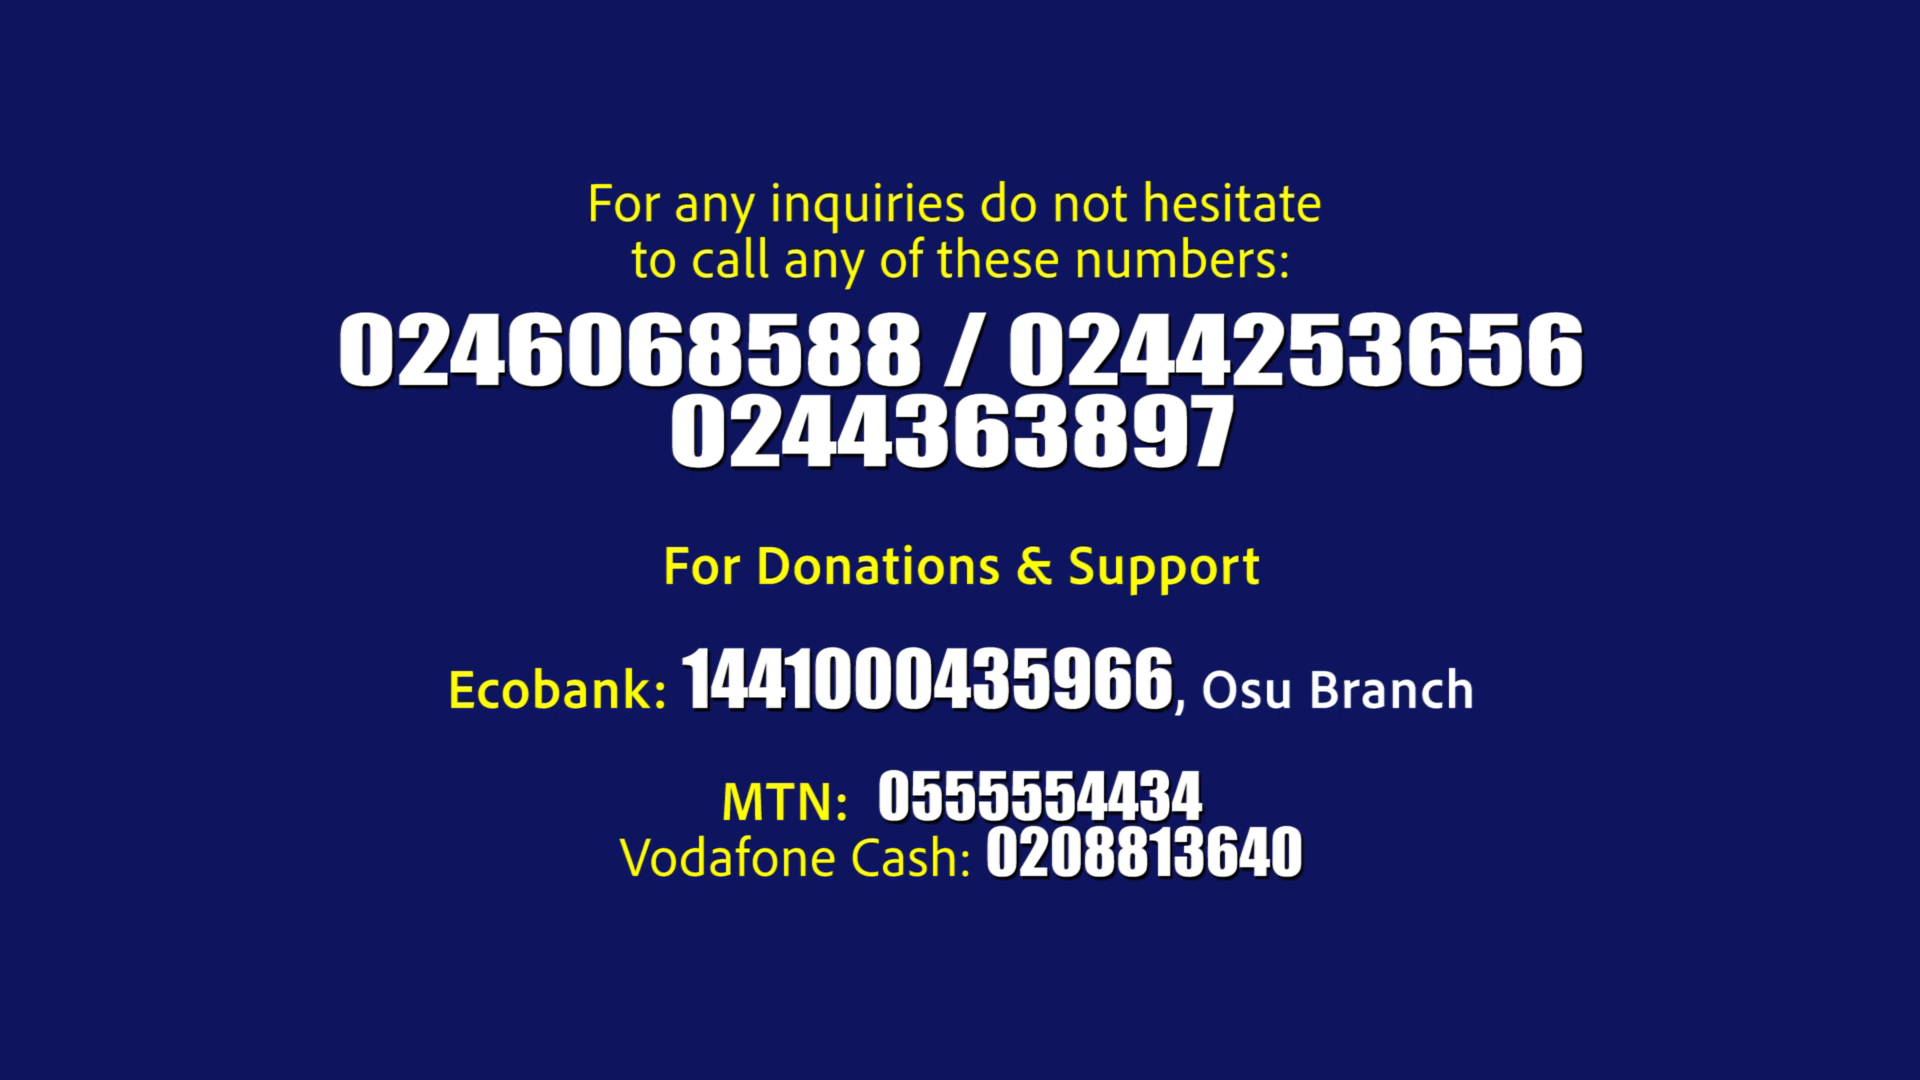 For any inquiries do not hesitate
to call any of these numbers:
0246068588 / 0244253656
0244363897
For Donations & Support
Ecobank: 1441000435966, Osu Branch
MTN: 0555554434
Vodafone Cash: 0208813640